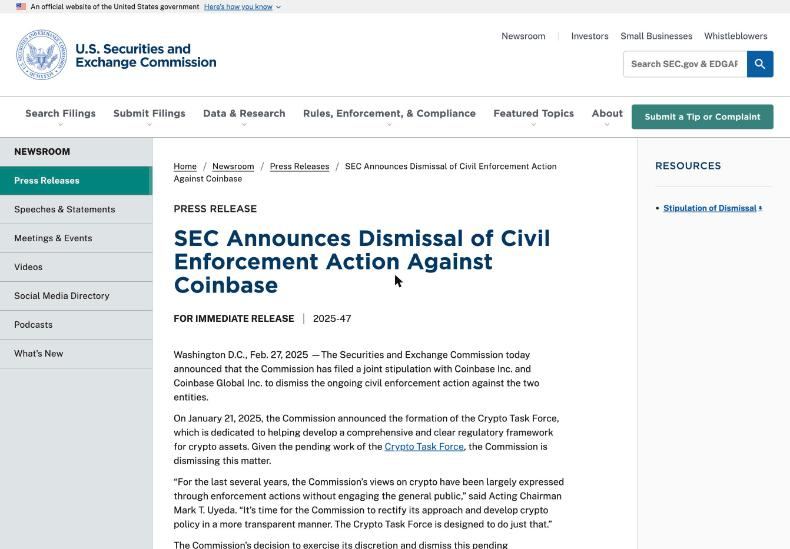 An official website of the United States government Here's how you know
Newsroom
Investors
Small Businesses
Whistleblowers
U.S. Securities and
Exchange Commission
Search SEC.gov & EDGAR
Search Filings
Submit Filings
Data & Research
Rules, Enforcement, & Compliance
Featured Topics
About
Submit a Tip or Complaint
NEWSROOM
Press Releases
Speeches & Statements
Meetings & Events
Videos
Social Media Directory
Podcasts
What's New
Home / Newsroom / Press Releases / SEC Announces Dismissal of Civil Enforcement Action
Against Coinbase
PRESS RELEASE
SEC Announces Dismissal of Civil
Enforcement Action Against
Coinbase
FOR IMMEDIATE RELEASE | 2025-47
Washington D.C., Feb. 27, 2025 — The Securities and Exchange Commission today
announced that the Commission has filed a joint stipulation with Coinbase Inc. and
Coinbase Global Inc. to dismiss the ongoing civil enforcement action against the two
entities.
On January 21, 2025, the Commission announced the formation of the Crypto Task Force,
which is dedicated to helping develop a comprehensive and clear regulatory framework
for crypto assets. Given the pending work of the Crypto Task Force, the Commission is
dismissing this matter.
“For the last several years, the Commission’s views on crypto have been largely expressed
through enforcement actions without engaging the general public,” said Acting Chairman
Mark T. Uyeda. “It’s time for the Commission to rectify its approach and develop crypto
policy in a more transparent manner. The Crypto Task Force is designed to do just that.”
The Commission’s decision to exercise its discretion and dismiss this pending
RESOURCES
• Stipulation of Dismissal